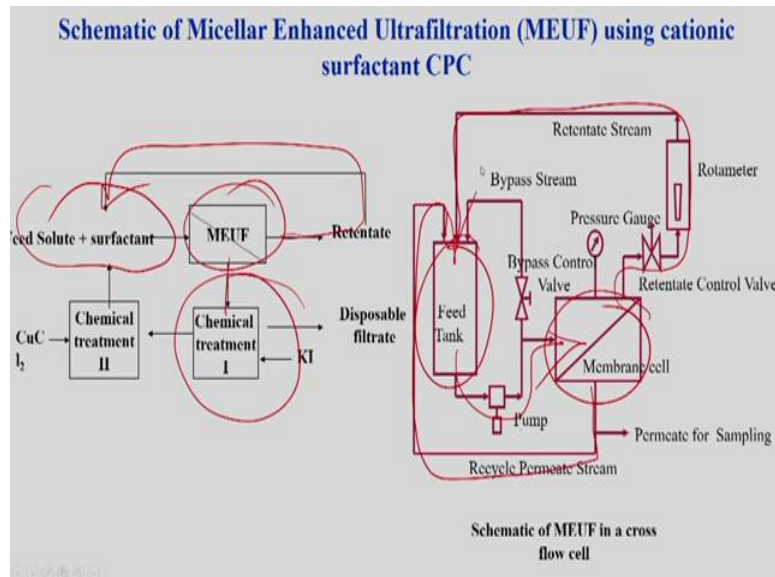 Schematic of Micellar Enhanced Ultrafiltration (MEUF) using cationic
surfactant CPC
eed Solute + surfactant
MEUF
Retentate
CuC
l2
Chemical
treatment
II
Chemical
treatment
I
KI
Disposable
filtrate
Retentate Stream
Bypass Stream
Rotameter
Pressure Gauge
Bypass Control
Valve
Retentate Control Valve
Feed
Tank
Membrane cell
Pump
Permeate for Sampling
Recycle Permeate Stream
Schematic of MEUF in a cross
flow cell